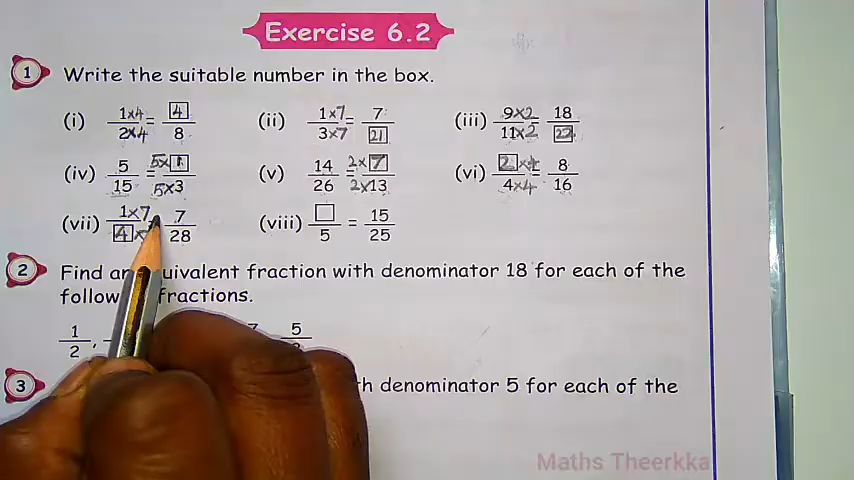 Exercise 6.2
1 Write the suitable number in the box.
(i) 1×4/2×4 = 4/8 (ii) 1×7/3×7 = 7/21 (iii) 9×2/11×2 = 18/22
(iv) 5/15 = 5×1/5×3 (v) 14/26 = 2×7/2×13 (vi) 2×4/4×4 = 8/16
(vii) 1×7/4× 7/28 (viii) □/5 = 15/25
2 Find an equivalent fraction with denominator 18 for each of the
fractions.
1/2, 5
3 denominator 5 for each of the
Maths Theerkka